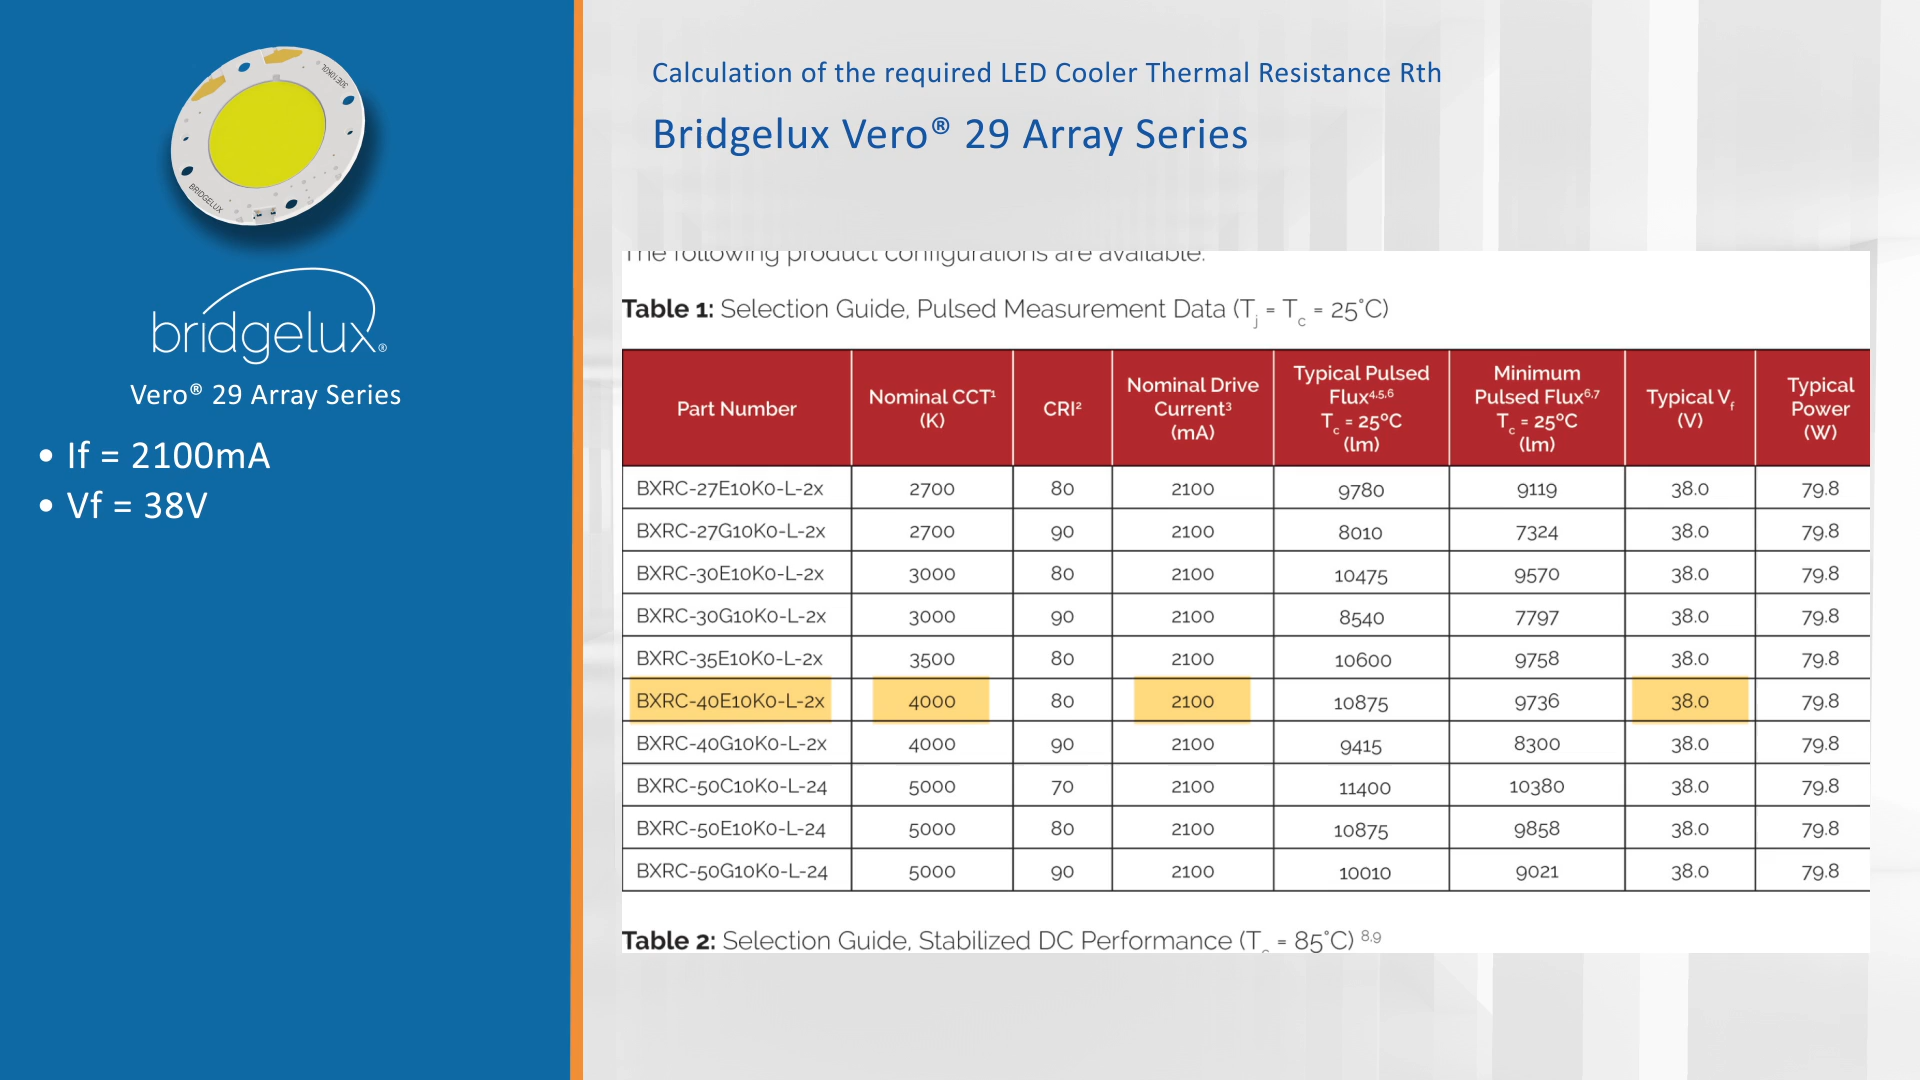 BRIDGELUX
bridgelux®
Vero® 29 Array Series
• If = 2100mA
• Vf = 38V
Calculation of the required LED Cooler Thermal Resistance Rth
Bridgelux Vero® 29 Array Series
The following product configurations are available:
Table 1: Selection Guide, Pulsed Measurement Data (Tj = Tc = 25°C)
Part Number Nominal CCT¹ (K) CRI² Nominal Drive Current³ (mA) Typical Pulsed Flux⁴,⁵,⁶ Tc = 25ºC (lm) Minimum Pulsed Flux⁶,⁷ Tc = 25ºC (lm) Typical Vf (V) Typical Power (W)
BXRC-27E10K0-L-2x 2700 80 2100 9780 9119 38.0 79.8
BXRC-27G10K0-L-2x 2700 90 2100 8010 7324 38.0 79.8
BXRC-30E10K0-L-2x 3000 80 2100 10475 9570 38.0 79.8
BXRC-30G10K0-L-2x 3000 90 2100 8540 7797 38.0 79.8
BXRC-35E10K0-L-2x 3500 80 2100 10600 9758 38.0 79.8
BXRC-40E10K0-L-2x 4000 80 2100 10875 9736 38.0 79.8
BXRC-40G10K0-L-2x 4000 90 2100 9415 8300 38.0 79.8
BXRC-50C10K0-L-24 5000 70 2100 11400 10380 38.0 79.8
BXRC-50E10K0-L-24 5000 80 2100 10875 9858 38.0 79.8
BXRC-50G10K0-L-24 5000 90 2100 10010 9021 38.0 79.8
Table 2: Selection Guide, Stabilized DC Performance (Tc = 85°C) ⁸,⁹